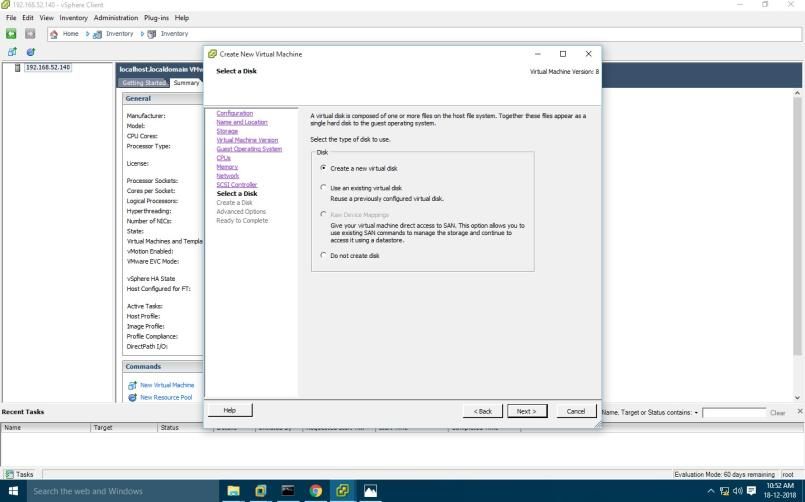 192.168.52.140 - vSphere Client
File Edit View Inventory Administration Plug-ins Help
Home Inventory Inventory
192.168.52.140
localhost.localdomain VMw
Getting Started Summary
General
Manufacturer:
Model:
CPU Cores:
Processor Type:
License:
Processor Sockets:
Cores per Socket:
Logical Processors:
Hyperthreading:
Number of NICs:
State:
Virtual Machines and Templa
vMotion Enabled:
VMware EVC Mode:
vSphere HA State
Host Configured for FT:
Active Tasks:
Host Profile:
Image Profile:
Profile Compliance:
DirectPath I/O:
Commands
New Virtual Machine
New Resource Pool
Create New Virtual Machine
Select a Disk
Virtual Machine Version: 8
Configuration
Name and Location
Storage
Virtual Machine Version
Guest Operating System
CPUs
Memory
Network
SCSI Controller
Select a Disk
Create a Disk
Advanced Options
Ready to Complete
A virtual disk is composed of one or more files on the host file system. Together these files appear as a
single hard disk to the guest operating system.
Select the type of disk to use.
Disk
Create a new virtual disk
Use an existing virtual disk
Reuse a previously configured virtual disk.
Raw Device Mappings
Give your virtual machine direct access to SAN. This option allows you to
use existing SAN commands to manage the storage and continue to
access it using a datastore.
Do not create disk
Help
< Back
Next >
Cancel
Recent Tasks
Name, Target or Status contains:
Clear
Name Target Status
Tasks
Evaluation Mode: 60 days remaining root
Search the web and Windows
10:52 AM
18-12-2018